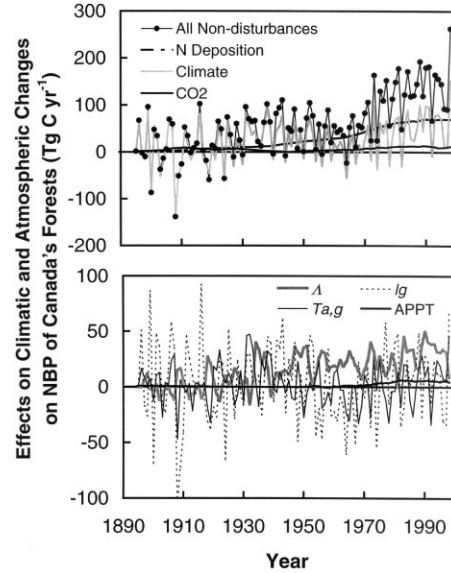 Effects on Climatic and Atmospheric Changes
on NBP of Canada's Forests (Tg C yr-1)
300
200
100
0
-100
-200
All Non-disturbances
N Deposition
Climate
CO2
100
50
0
-50
-100
Λ
Ig
Ta,g
APPT
1890
1910
1930
1950
1970
1990
Year